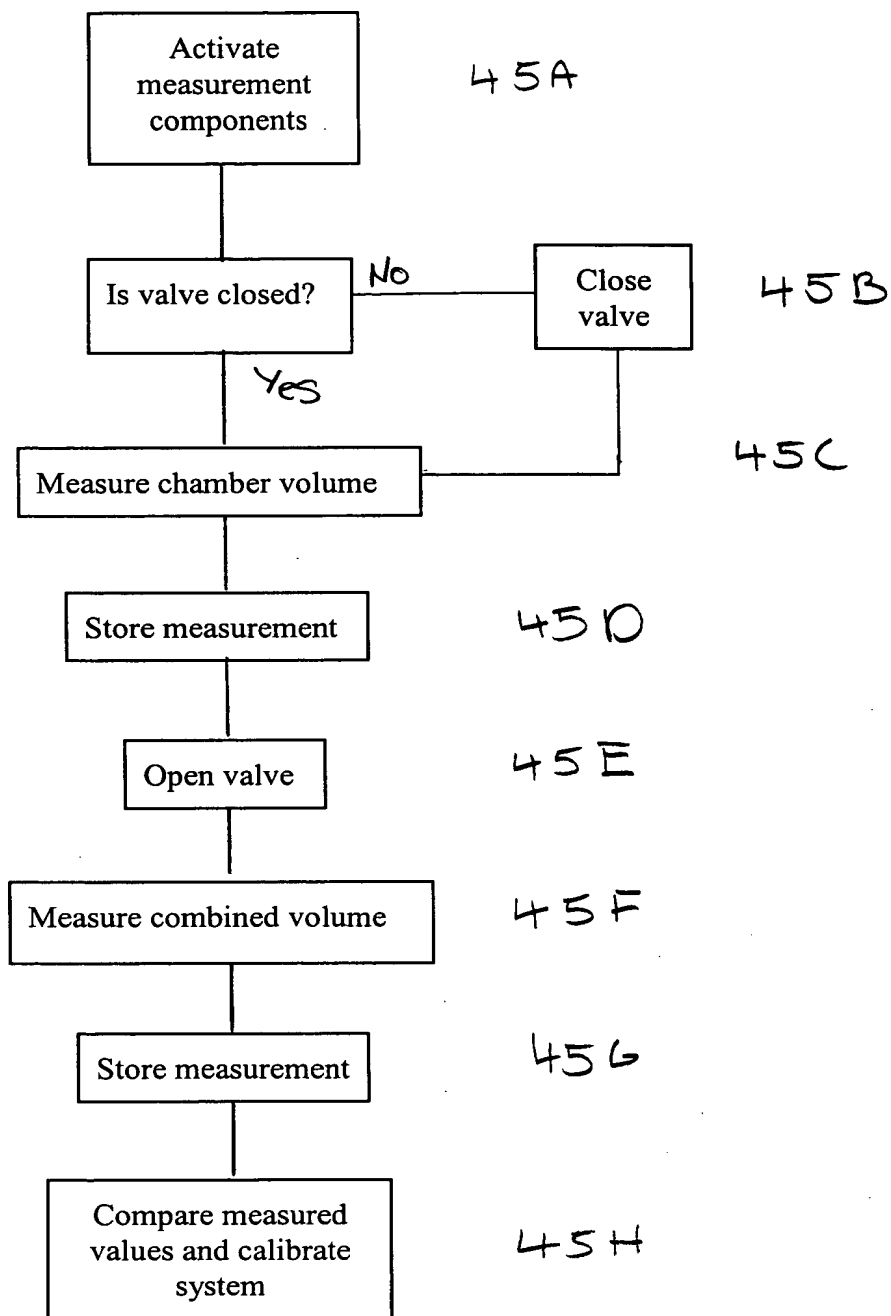 Activate
measurement
components
45A
Is valve closed?
No
Close
valve
45B
Yes
45C
Measure chamber volume
Store measurement
45D
Open valve
45E
Measure combined volume
45F
Store measurement
45G
Compare measured
values and calibrate
system
45H